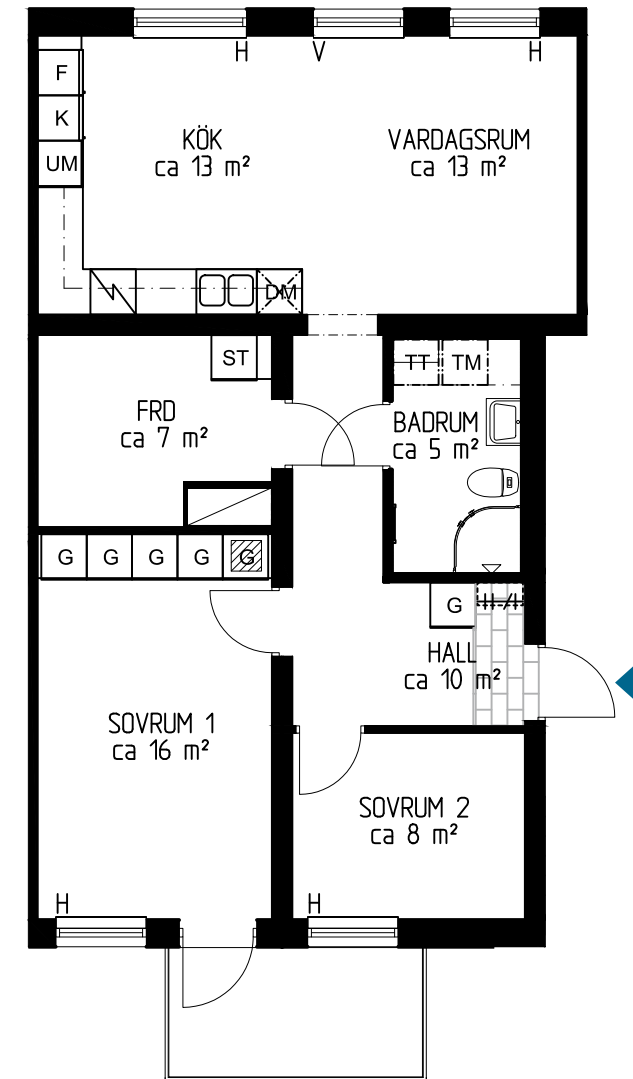 H
V
H
F
K
UM
KÖK
ca 13 m²
VARDAGSRUM
ca 13 m²
DM
ST
TT
TM
FRD
ca 7 m²
BADRUM
ca 5 m²
G
G
G
G
G
G
HALL
ca 10 m²
SOVRUM 1
ca 16 m²
SOVRUM 2
ca 8 m²
H
H